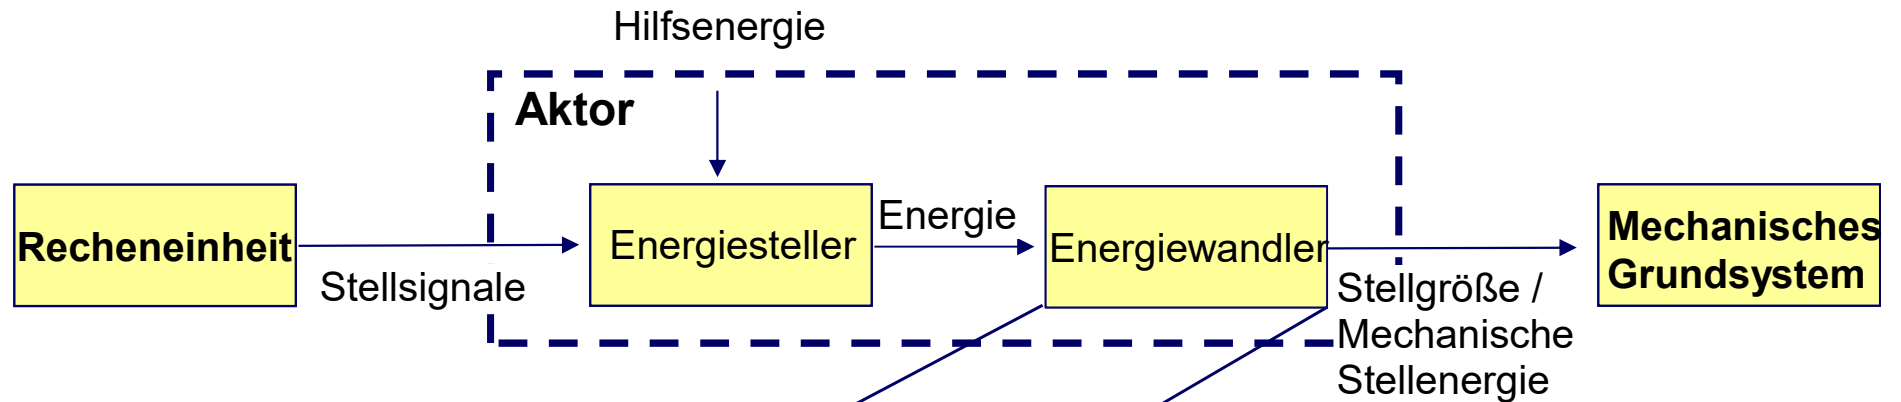 Hilfsenergie
Aktor
Recheneinheit
Stellsignale
Energiesteller
Energie
Energiewandler
Stellgröße /
Mechanische
Stellenergie
Mechanisches
Grundsystem